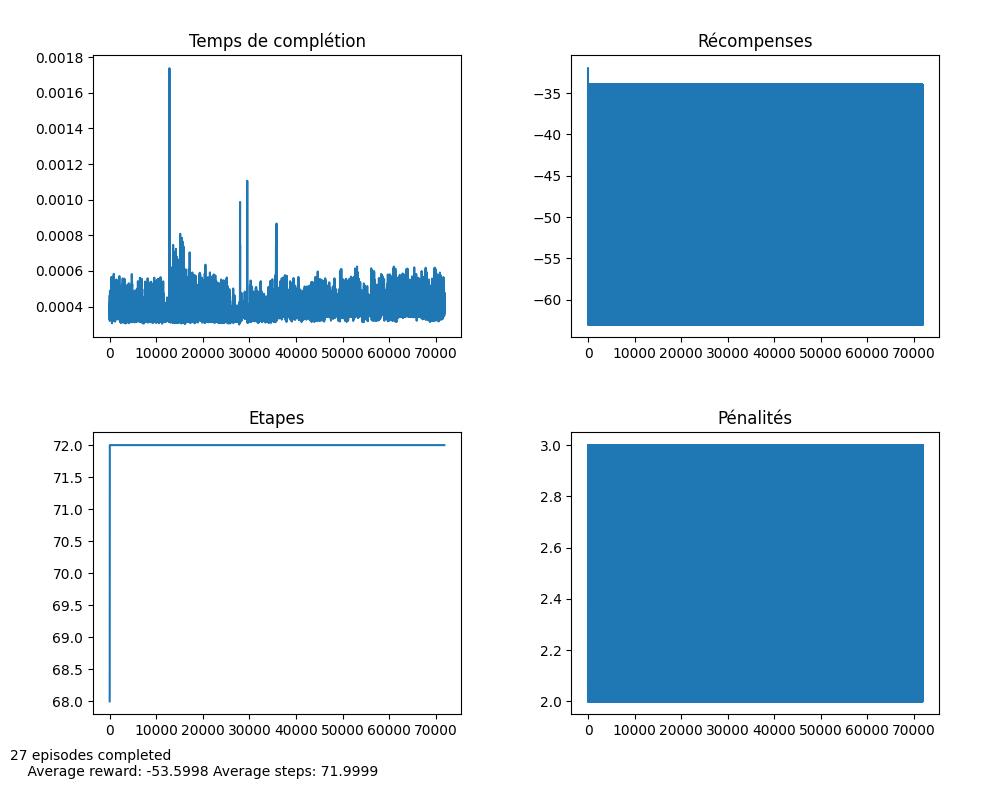 Temps de complétion
0.0018
0.0016
0.0014
0.0012
0.0010
0.0008
0.0006
0.0004
0 10000 20000 30000 40000 50000 60000 70000
Récompenses
−35
−40
−45
−50
−55
−60
0 10000 20000 30000 40000 50000 60000 70000
Etapes
72.0
71.5
71.0
70.5
70.0
69.5
69.0
68.5
68.0
0 10000 20000 30000 40000 50000 60000 70000
Pénalités
3.0
2.8
2.6
2.4
2.2
2.0
0 10000 20000 30000 40000 50000 60000 70000
27 episodes completed
Average reward: -53.5998 Average steps: 71.9999